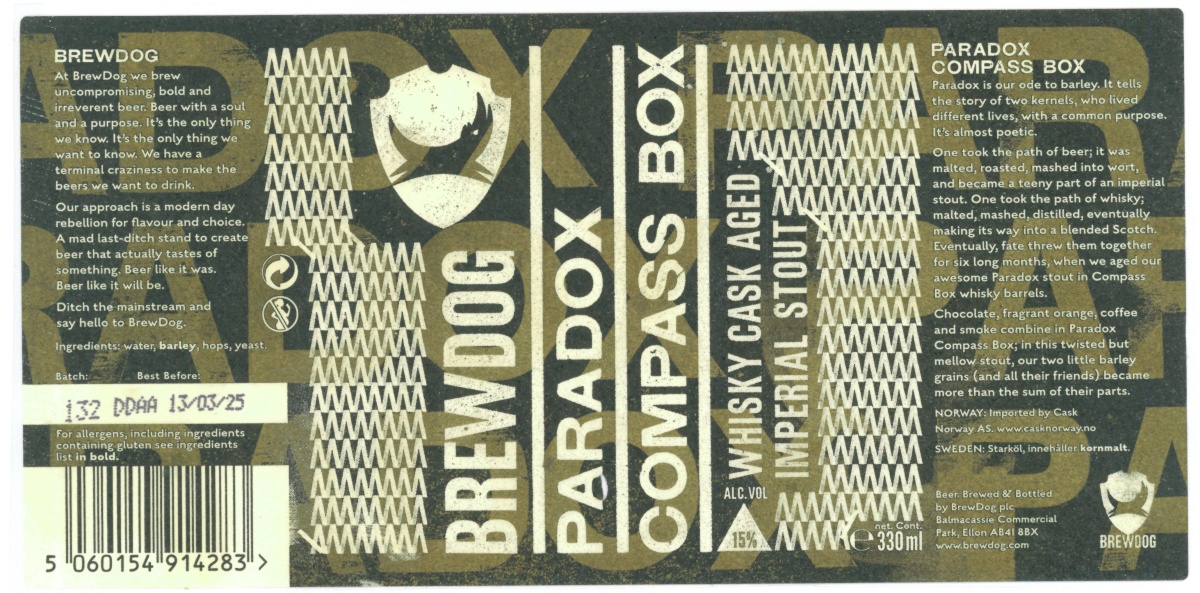 BREWDOG
At BrewDog we brew
uncompromising, bold and
irreverent beer. Beer with a soul
and a purpose. It's the only thing
we know. It's the only thing we
want to know. We have a
terminal craziness to make the
beers we want to drink.
Our approach is a modern day
rebellion for flavour and choice.
A mad last-ditch stand to create
beer that actually tastes of
something. Beer like it was.
Beer like it will be.
Ditch the mainstream and
say hello to BrewDog.
Ingredients: water, barley, hops, yeast.
Batch: Best Before:
132 DDAA 13/03/25
For allergens, including ingredients
containing gluten see ingredients
list in bold.
5 060154 914283 >
BREWDOG
PARADOX
COMPASS BOX
WHISKY CASK AGED
IMPERIAL STOUT
ALC.VOL
15%
net. Cont.
e 330ml
PARADOX
COMPASS BOX
Paradox is our ode to barley. It tells
the story of two kernels, who lived
different lives, with a common purpose.
It's almost poetic.
One took the path of beer; it was
malted, roasted, mashed into wort,
and became a teeny part of an imperial
stout. One took the path of whisky;
malted, mashed, distilled, eventually
making its way into a blended Scotch.
Eventually, fate threw them together
for six long months, when we aged our
awesome Paradox stout in Compass
Box whisky barrels.
Chocolate, fragrant orange, coffee
and smoke combine in Paradox
Compass Box; in this twisted but
mellow stout, our two little barley
grains (and all their friends) became
more than the sum of their parts.
NORWAY: Imported by Cask
Norway AS. www.casknorway.no
SWEDEN: Starköl, innehåller kornmalt.
Beer. Brewed & Bottled
by BrewDog plc
Balmacassie Commercial
Park, Ellon AB41 8BX
www.brewdog.com
BREWDOG